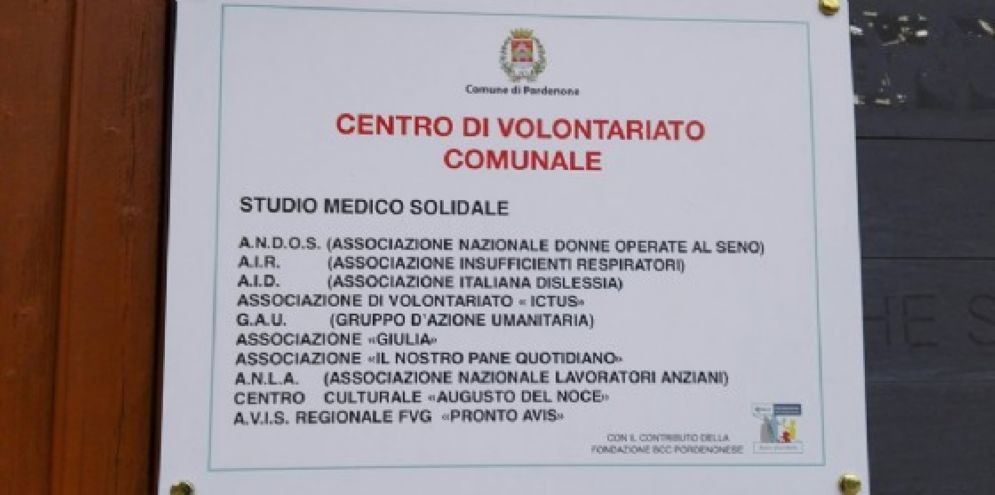 Comune di Pordenone
CENTRO DI VOLONTARIATO
COMUNALE
STUDIO MEDICO SOLIDALE
A.N.D.O.S. (ASSOCIAZIONE NAZIONALE DONNE OPERATE AL SENO)
A.I.R. (ASSOCIAZIONE INSUFFICIENTI RESPIRATORI)
A.I.D. (ASSOCIAZIONE ITALIANA DISLESSIA)
ASSOCIAZIONE DI VOLONTARIATO « ICTUS»
G.A.U. (GRUPPO D'AZIONE UMANITARIA)
ASSOCIAZIONE «GIULIA»
ASSOCIAZIONE «IL NOSTRO PANE QUOTIDIANO»
A.N.L.A. (ASSOCIAZIONE NAZIONALE LAVORATORI ANZIANI)
CENTRO CULTURALE «AUGUSTO DEL NOCE»
A.V.I.S. REGIONALE FVG «PRONTO AVIS»
CON IL CONTRIBUTO DELLA
FONDAZIONE BCC PORDENONESE
HE S